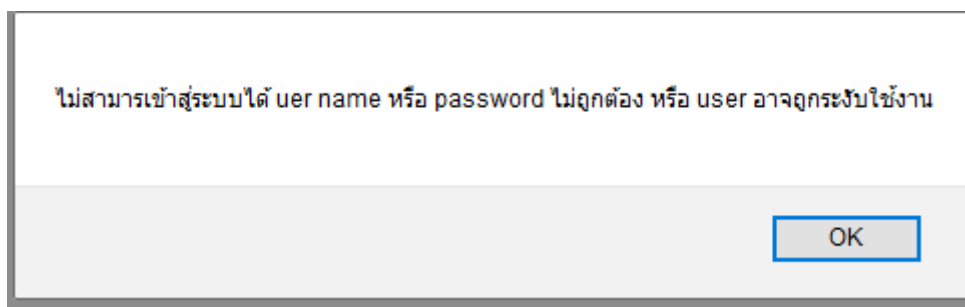 ไม่สามารเข้าสู่ระบบได้ uer name หรือ password ไม่ถูกต้อง หรือ user อาจถูกระงับใช้งาน
OK